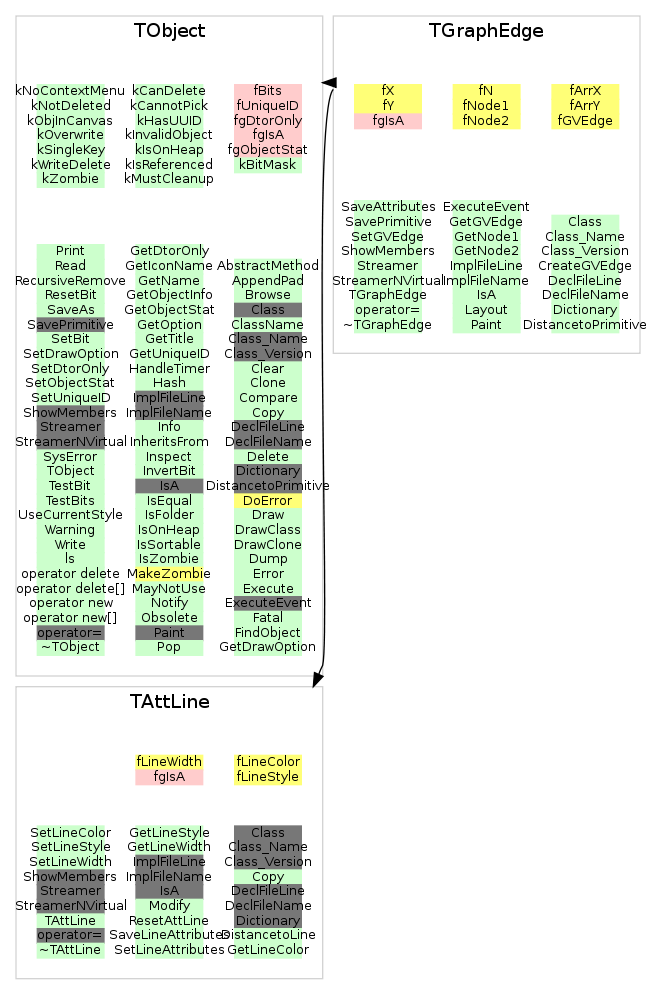 TObject
kNoContextMenu kCanDelete fBits
kNotDeleted kCannotPick fUniqueID
kObjInCanvas kHasUUID fgDtorOnly
kOverwrite kInvalidObject fgIsA
kSingleKey kIsOnHeap fgObjectStat
kWriteDelete kIsReferenced kBitMask
kZombie kMustCleanup
Print GetDtorOnly
Read GetIconName AbstractMethod
RecursiveRemove GetName AppendPad
ResetBit GetObjectInfo Browse
SaveAs GetObjectStat Class
SavePrimitive GetOption ClassName
SetBit GetTitle Class_Name
SetDrawOption GetUniqueID Class_Version
SetDtorOnly HandleTimer Clear
SetObjectStat Hash Clone
SetUniqueID ImplFileLine Compare
ShowMembers ImplFileName Copy
Streamer Info DeclFileLine
StreamerNVirtual InheritsFrom DeclFileName
SysError Inspect Delete
TObject InvertBit Dictionary
TestBit IsA DistancetoPrimitive
TestBits IsEqual DoError
UseCurrentStyle IsFolder Draw
Warning IsOnHeap DrawClass
Write IsSortable DrawClone
ls IsZombie Dump
operator delete MakeZombie Error
operator delete[] MayNotUse Execute
operator new Notify ExecuteEvent
operator new[] Obsolete Fatal
operator= Paint FindObject
~TObject Pop GetDrawOption
TGraphEdge
fX fN fArrX
fY fNode1 fArrY
fgIsA fNode2 fGVEdge
SaveAttributes ExecuteEvent
SavePrimitive GetGVEdge Class
SetGVEdge GetNode1 Class_Name
ShowMembers GetNode2 Class_Version
Streamer ImplFileLine CreateGVEdge
StreamerNVirtual ImplFileName DeclFileLine
TGraphEdge IsA DeclFileName
operator= Layout Dictionary
~TGraphEdge Paint DistancetoPrimitive
TAttLine
fLineWidth fLineColor
fgIsA fLineStyle
SetLineColor GetLineStyle Class
SetLineStyle GetLineWidth Class_Name
SetLineWidth ImplFileLine Class_Version
ShowMembers ImplFileName Copy
Streamer IsA DeclFileLine
StreamerNVirtual Modify DeclFileName
TAttLine ResetAttLine Dictionary
operator= SaveLineAttributes DistancetoLine
~TAttLine SetLineAttributes GetLineColor